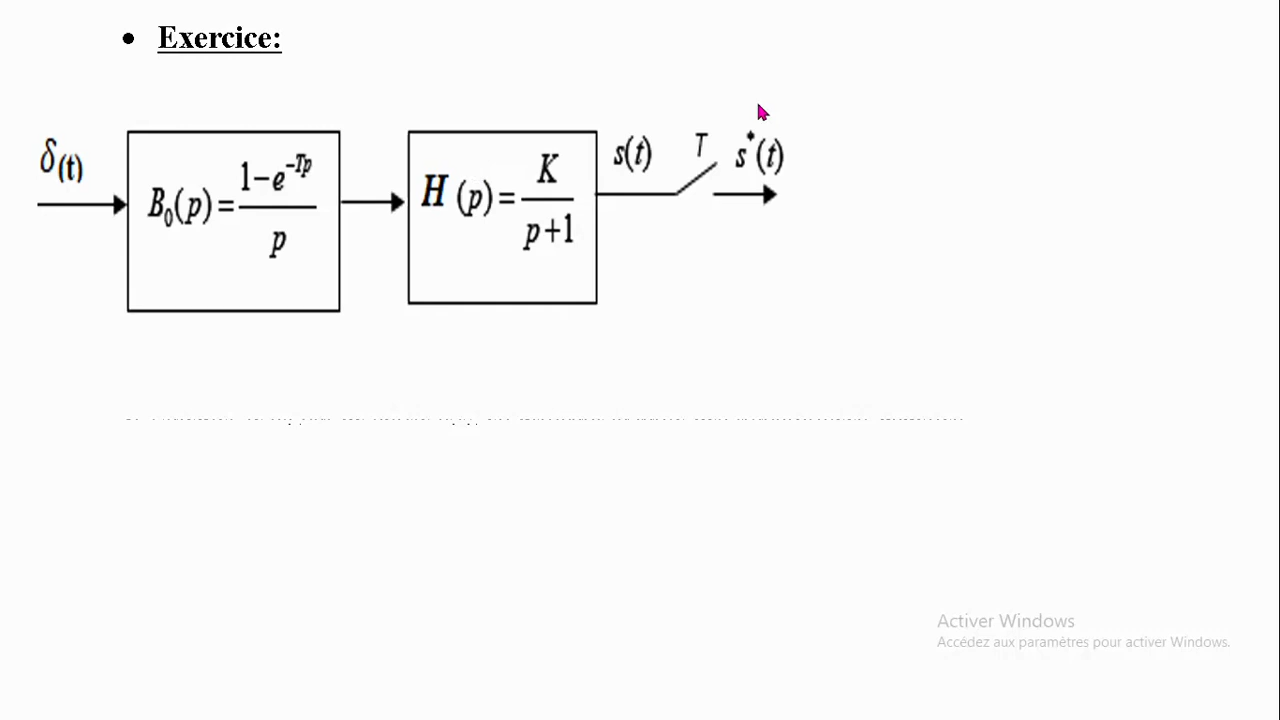 • Exercice:
δ(t)
B₀(p) = (1-e^{-Tp})/p
H (p) = K/(p+1)
s(t)
T
s*(t)
Activer Windows
Accédez aux paramètres pour activer Windows.